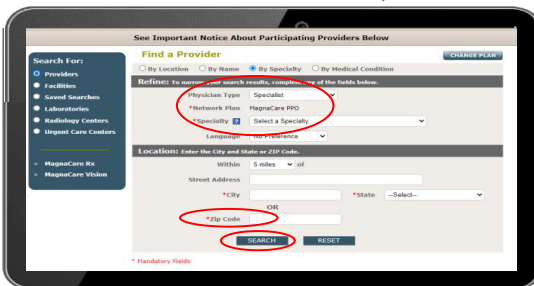 See Important Notice About Participating Providers Below
Search For:
Providers
Facilities
Saved Searches
Laboratories
Radiology Centers
Urgent Care Centers
MagnaCare Rx
MagnaCare Vision
Find a Provider
CHANGE PLAN
By Location By Name By Specialty By Medical Condition
Refine: To narrow your search results, complete any of the fields below.
Physician Type Specialist
*Network Plan MagnaCare PPO
*Specialty ? Select a Specialty
Language No Preference
Location: Enter the City and State or ZIP Code.
Within 5 miles of
Street Address
*City *State --Select--
OR
*Zip Code
SEARCH RESET
* Mandatory Fields